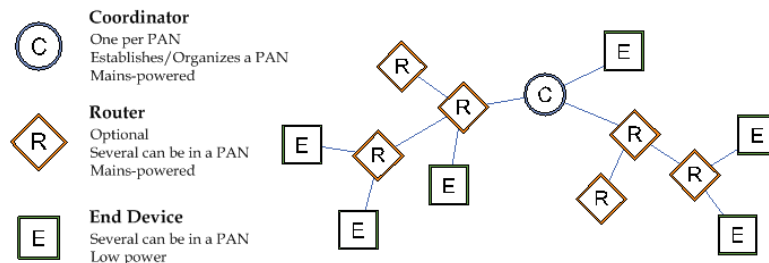 C
Coordinator
One per PAN
Establishes/Organizes a PAN
Mains-powered
R
Router
Optional
Several can be in a PAN
Mains-powered
E
End Device
Several can be in a PAN
Low power
R
R
C
E
E
R
E
E
R
R
R
E
E